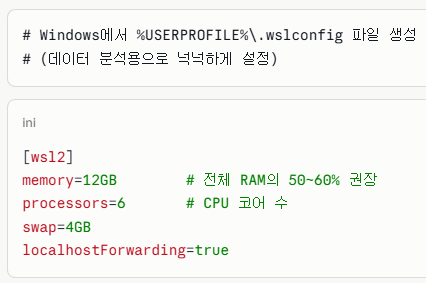 # Windows에서 %USERPROFILE%\.wslconfig 파일 생성
# (데이터 분석용으로 넉넉하게 설정)
ini
[wsl2]
memory=12GB        # 전체 RAM의 50~60% 권장
processors=6       # CPU 코어 수
swap=4GB
localhostForwarding=true